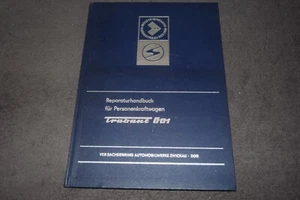 Reparaturhandbuch
für Personenkraftwagen
Trabant 601
VEB SACHSENRING AUTOMOBILWERKE ZWICKAU · DDR